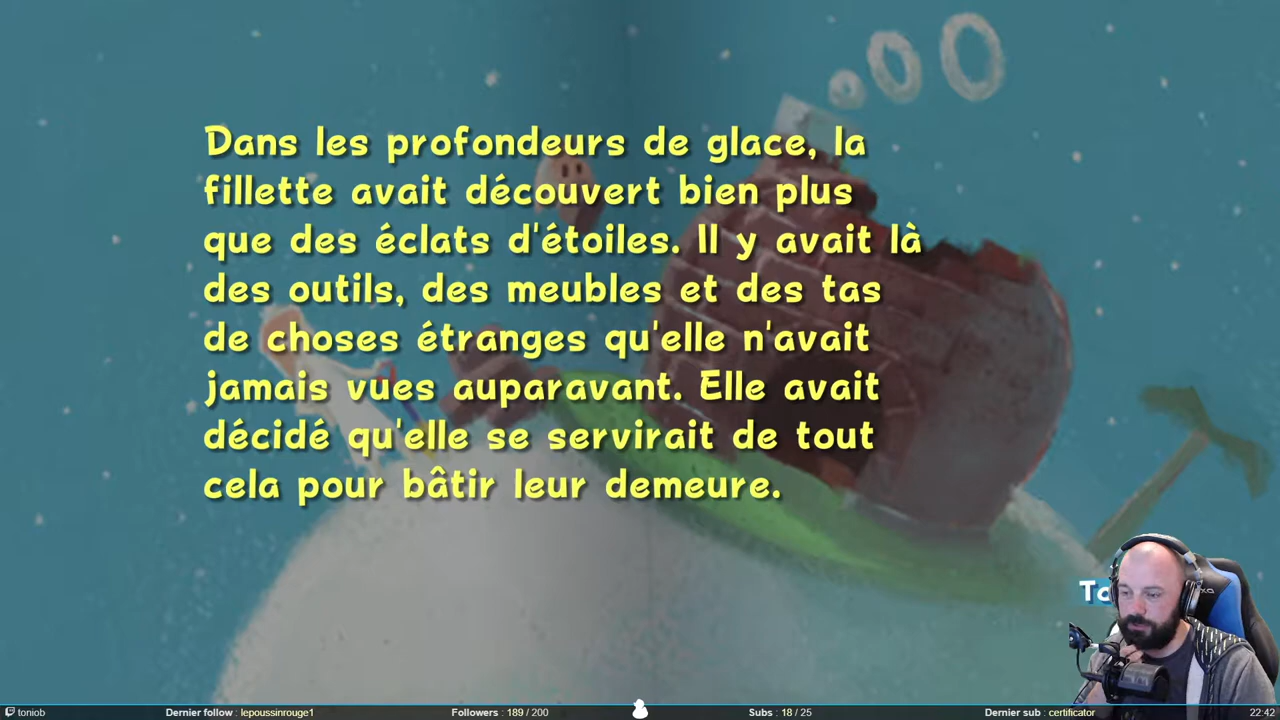 Dans les profondeurs de glace, la
fillette avait découvert bien plus
que des éclats d'étoiles. Il y avait là
des outils, des meubles et des tas
de choses étranges qu'elle n'avait
jamais vues auparavant. Elle avait
décidé qu'elle se servirait de tout
cela pour bâtir leur demeure.
To
toniob Dernier follow : lepoussinrouge1 Followers : 189 / 200 Subs : 18 / 25 Dernier sub : certificator 22:42